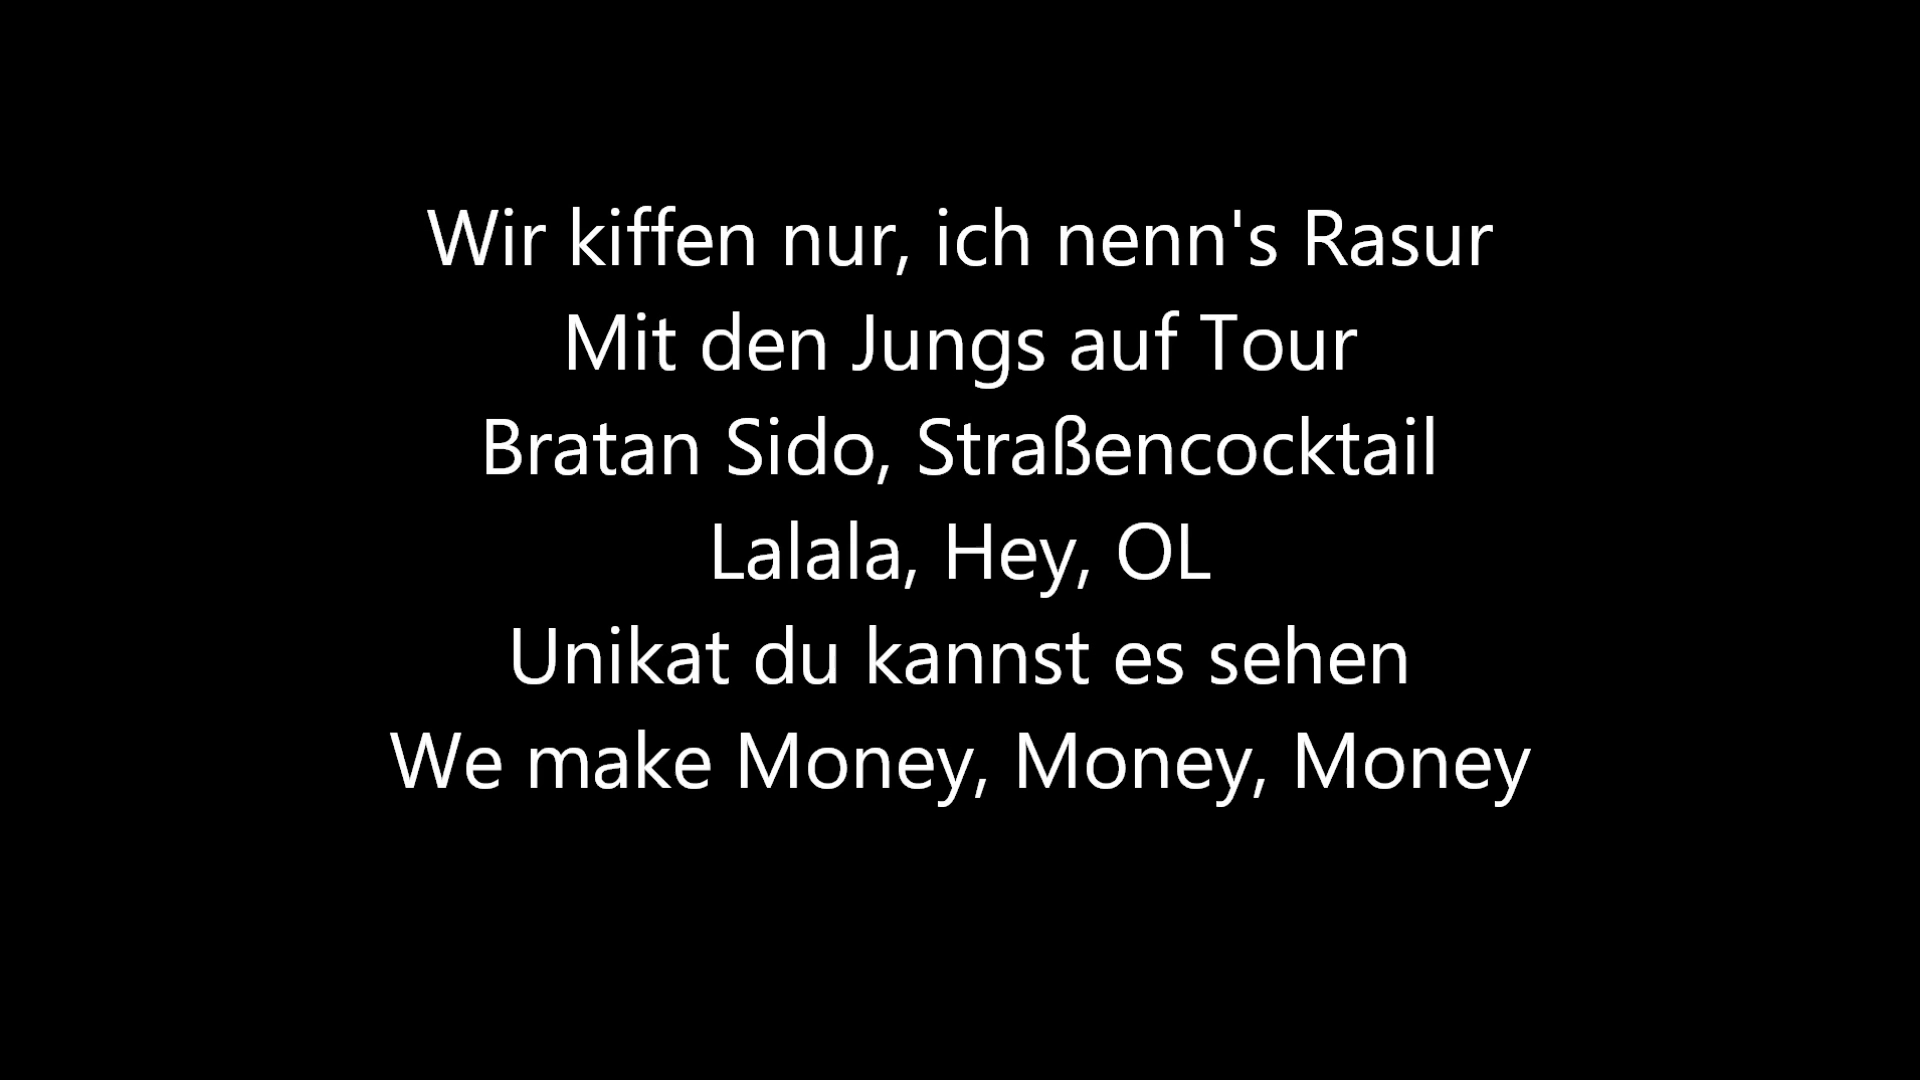 Wir kiffen nur, ich nenn's Rasur
Mit den Jungs auf Tour
Bratan Sido, Straßencocktail
Lalala, Hey, OL
Unikat du kannst es sehen
We make Money, Money, Money